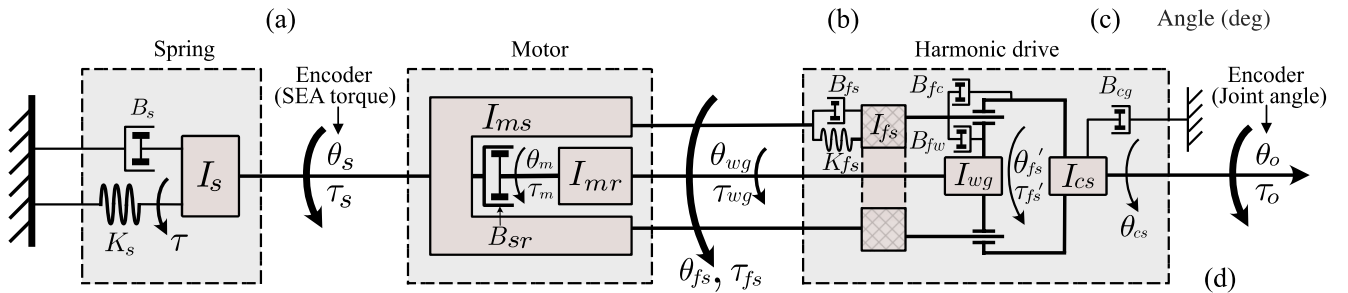 (a)
(b)
(c)
Angle (deg)
Spring
Motor
Harmonic drive
Encoder
(SEA torque)
Encoder
(Joint angle)
B_s
I_s
K_s
τ
θ_s
τ_s
I_ms
θ_m
τ_m
I_mr
B_sr
θ_wg
τ_wg
θ_fs, τ_fs
B_fs
K_fs
I_fs
B_fc
B_fw
I_wg
θ_fs'
τ_fs'
I_cs
B_cg
θ_cs
θ_o
τ_o
(d)